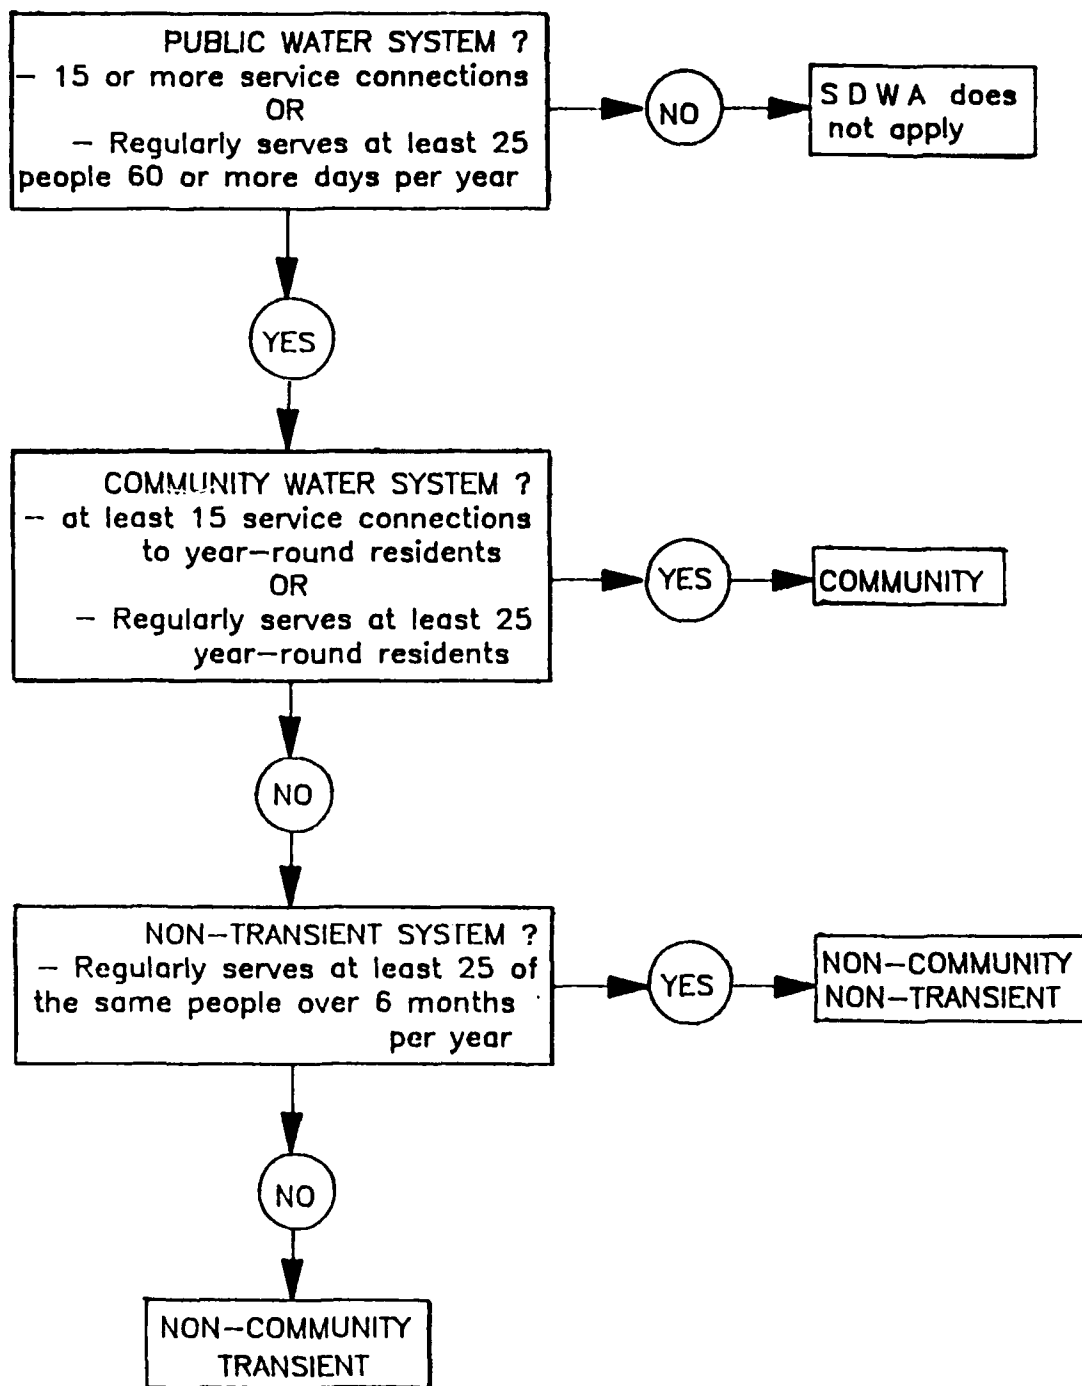 PUBLIC WATER SYSTEM ?
– 15 or more service connections
OR
– Regularly serves at least 25
people 60 or more days per year
NO
SDWA does
not apply
YES
COMMUNITY WATER SYSTEM ?
– at least 15 service connections
to year–round residents
OR
– Regularly serves at least 25
year–round residents
YES
COMMUNITY
NO
NON–TRANSIENT SYSTEM ?
– Regularly serves at least 25 of
the same people over 6 months
per year
YES
NON–COMMUNITY
NON–TRANSIENT
NO
NON–COMMUNITY
TRANSIENT